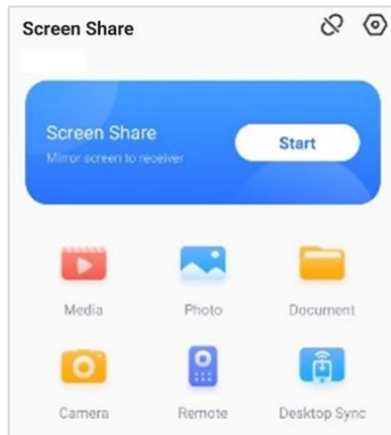 Screen Share
Screen Share
Mirror screen to receiver
Start
Media
Photo
Document
Camera
Remote
Desktop Sync